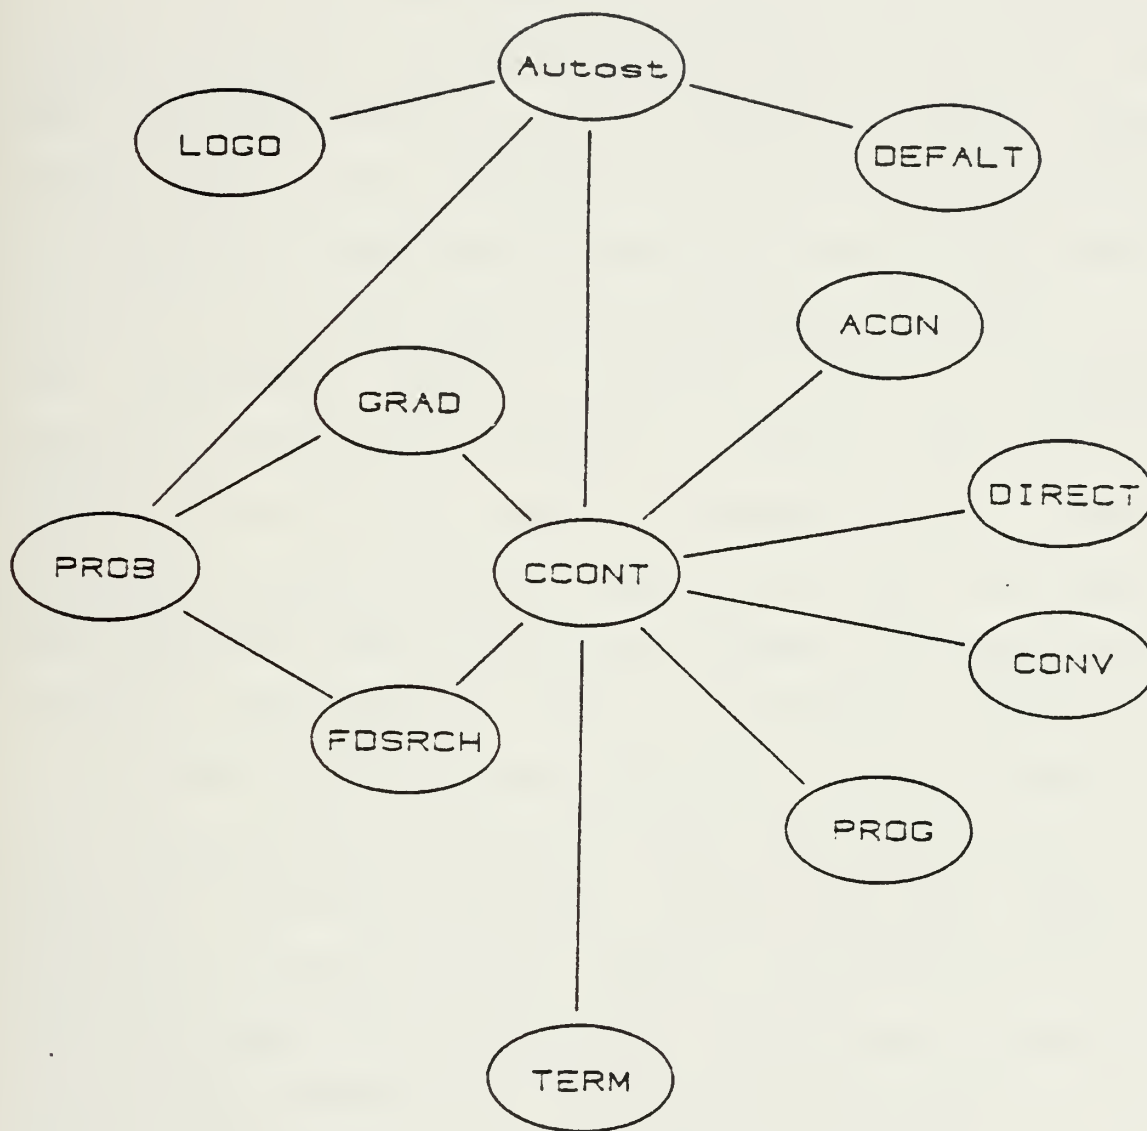 Autost
LOGO
DEFALT
ACON
GRAD
DIRECT
PROB
CCONT
CONV
FDSRCH
PROG
TERM